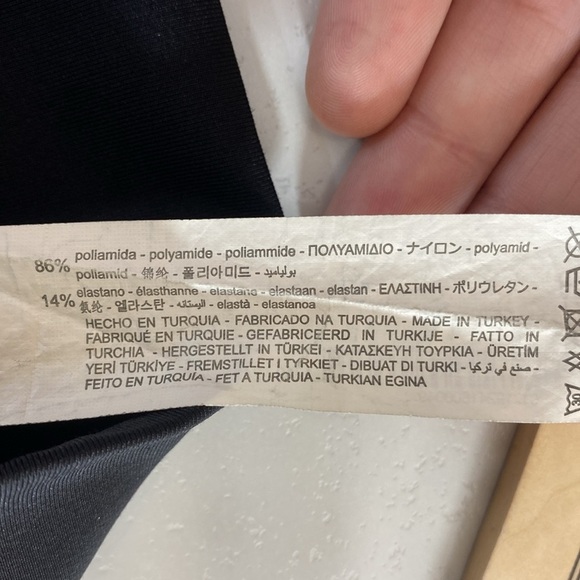 86% poliamida - polyamide - poliammide - ΠΟΛΥΑΜΙΔΙΟ - ナイロン - polyamid -
poliamid - 锦纶 - 폴리아미드 - بولياميد
14% elastano - élasthanne - elastane - elastaan - elastan - ΕΛΑΣΤΙΝΗ - ポリウレタン -
氨纶 - 엘라스탄 - الیستانه - elastà - elastanoa
HECHO EN TURQUIA - FABRICADO NA TURQUIA - MADE IN TURKEY -
FABRIQUÉ EN TURQUIE - GEFABRICEERD IN TURKIJE - FATTO IN
TURCHIA - HERGESTELLT IN TÜRKEI - ΚΑΤΑΣΚΕΥΗ ΤΟΥΡΚΙΑ - ÜRETİM
YERİ TÜRKİYE - FREMSTILLET I TYRKIET - DIBUAT DI TURKI - صنع في تركيا -
FEITO EN TURQUIA - FET A TURQUIA - TURKIAN EGINA